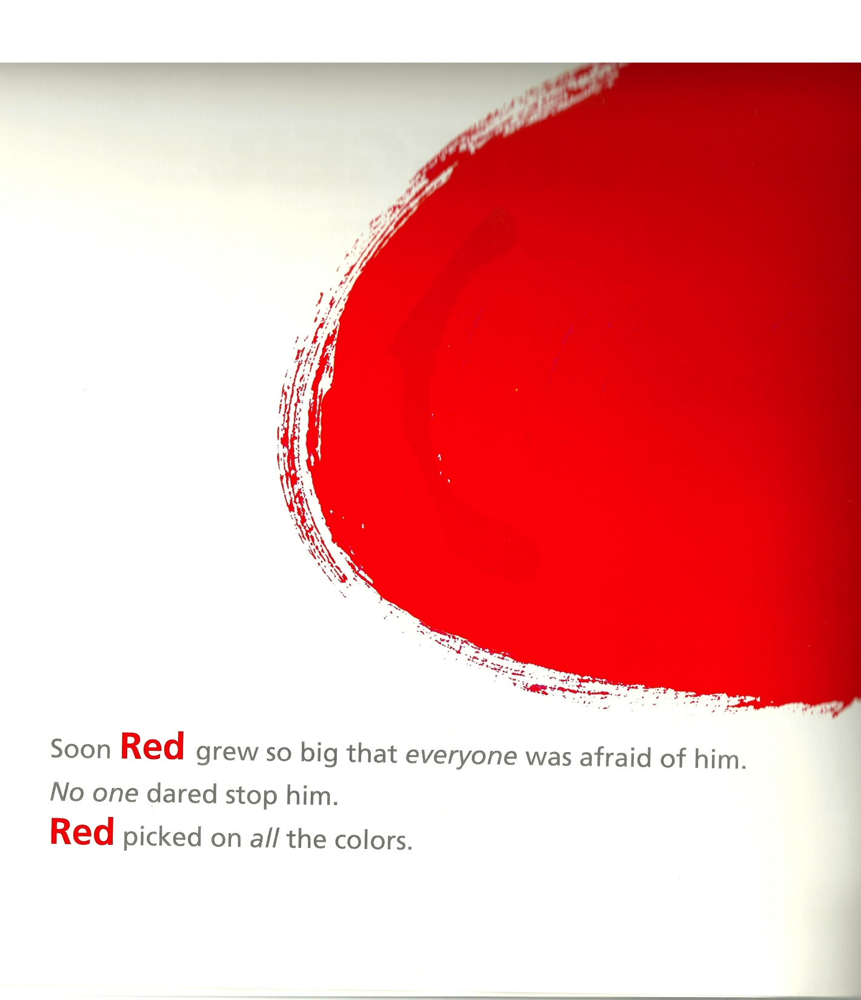 Soon Red grew so big that everyone was afraid of him.
No one dared stop him.
Red picked on all the colors.